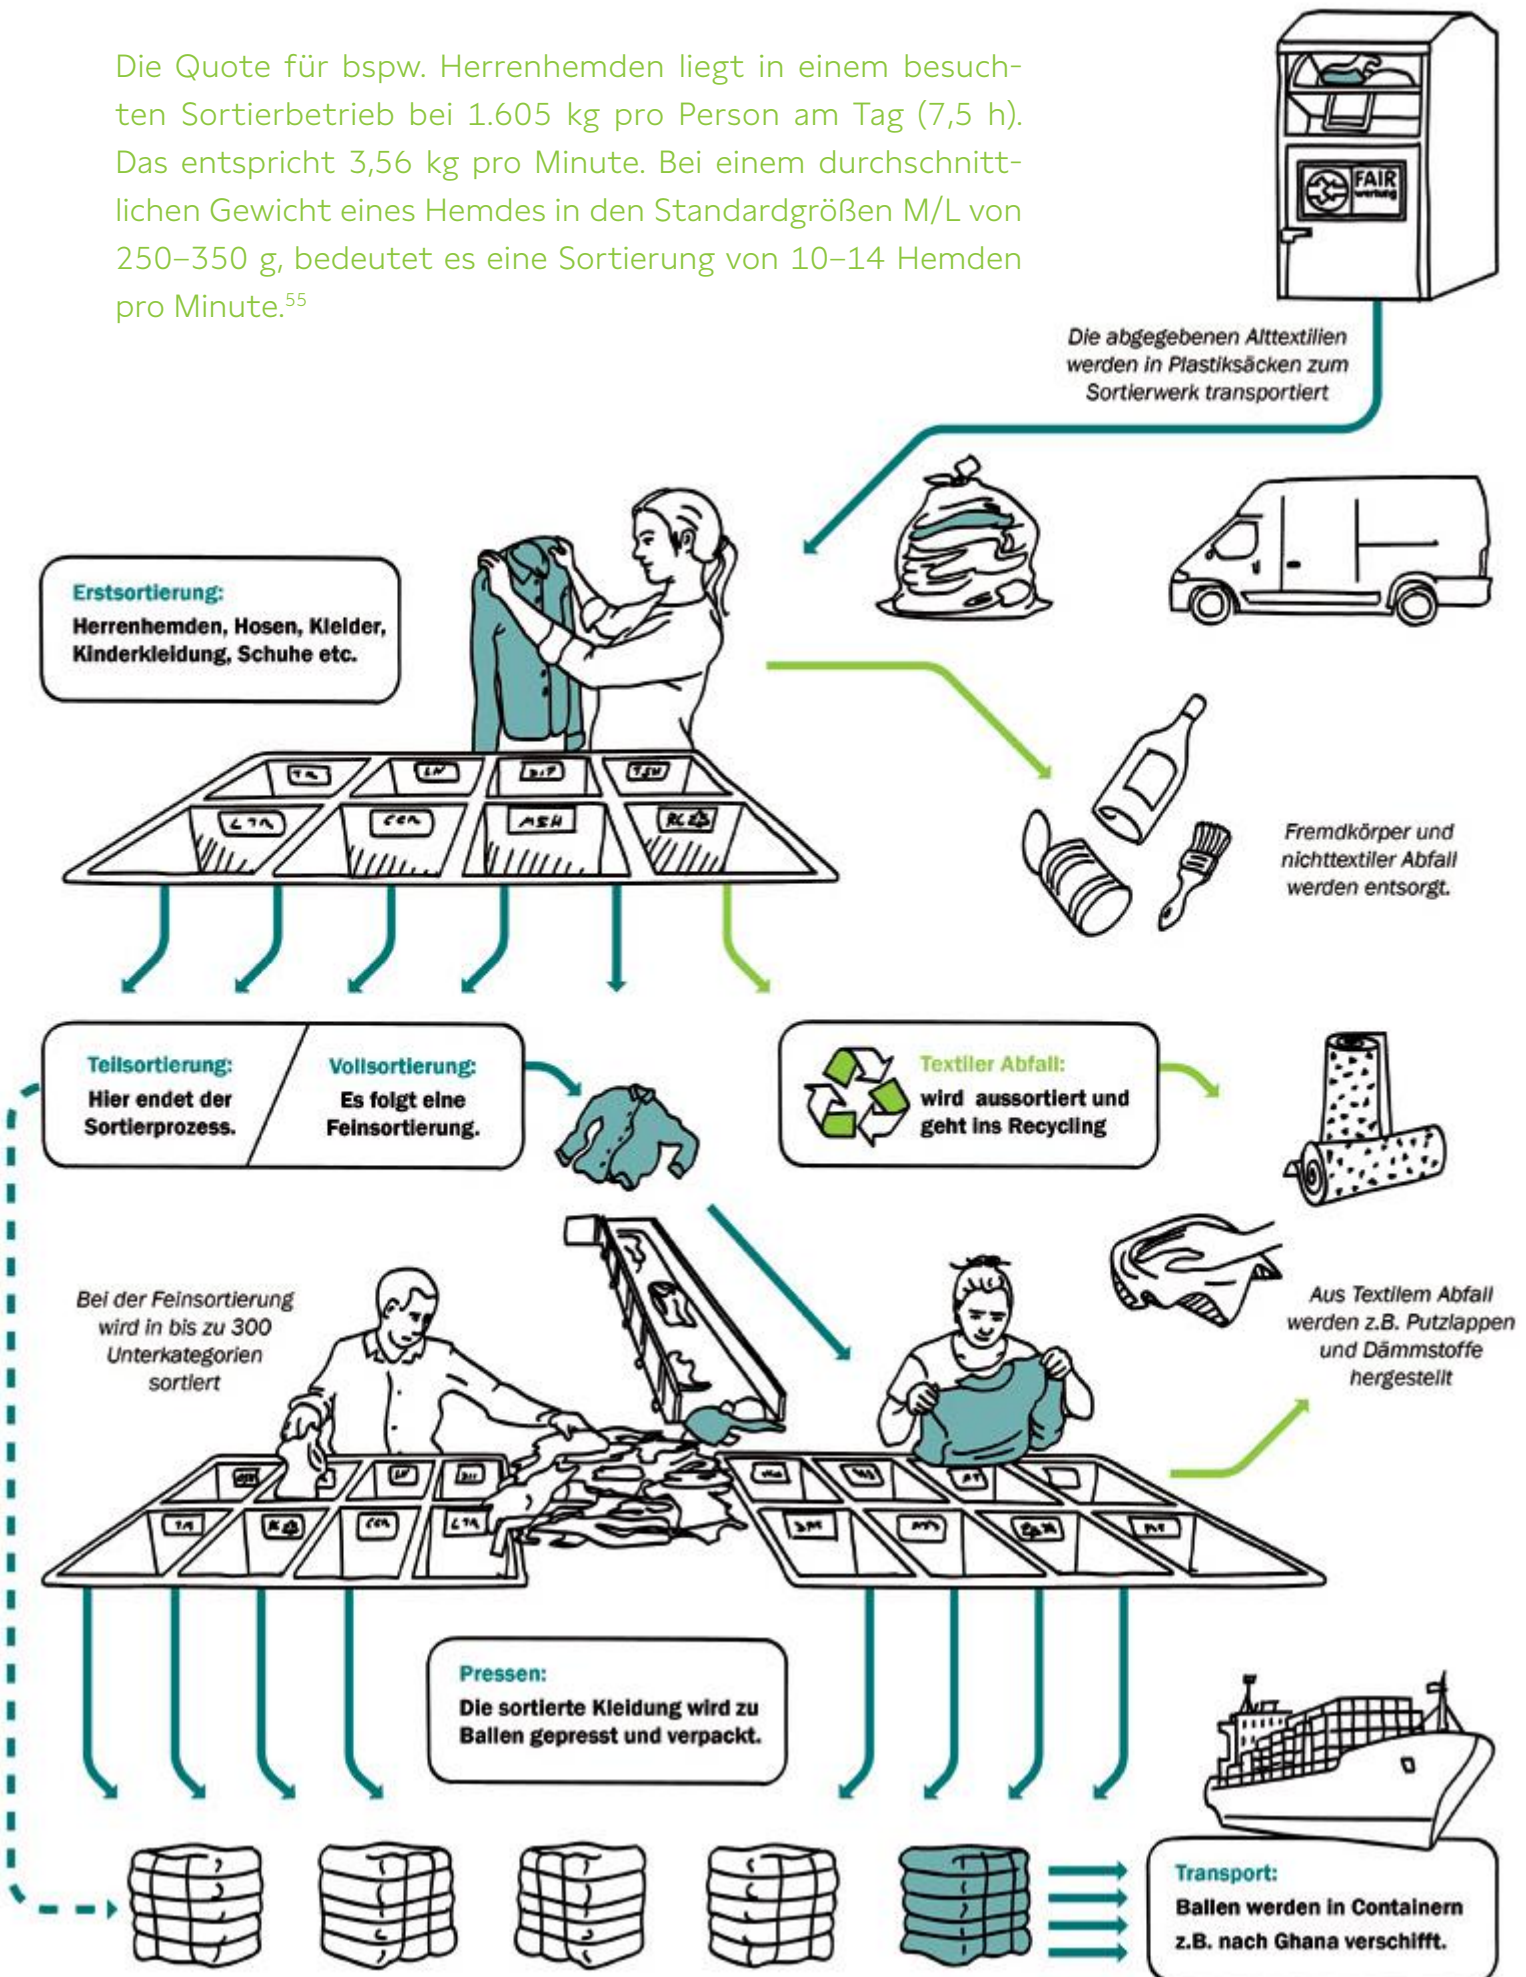 Die Quote für bspw. Herrenhemden liegt in einem besuch-
ten Sortierbetrieb bei 1.605 kg pro Person am Tag (7,5 h).
Das entspricht 3,56 kg pro Minute. Bei einem durchschnitt-
lichen Gewicht eines Hemdes in den Standardgrößen M/L von
250–350 g, bedeutet es eine Sortierung von 10–14 Hemden
pro Minute.55
FAIR
wertung
Die abgegebenen Alttextilien
werden in Plastiksäcken zum
Sortierwerk transportiert
Erstsortierung:
Herrenhemden, Hosen, Kleider,
Kinderkleidung, Schuhe etc.
Fremdkörper und
nichttextiler Abfall
werden entsorgt.
Teilsortierung:
Hier endet der
Sortierprozess.
Vollsortierung:
Es folgt eine
Feinsortierung.
Textiler Abfall:
wird aussortiert und
geht ins Recycling
Bei der Feinsortierung
wird in bis zu 300
Unterkategorien
sortiert
Aus Textilem Abfall
werden z.B. Putzlappen
und Dämmstoffe
hergestellt
Pressen:
Die sortierte Kleidung wird zu
Ballen gepresst und verpackt.
Transport:
Ballen werden in Containern
z.B. nach Ghana verschifft.